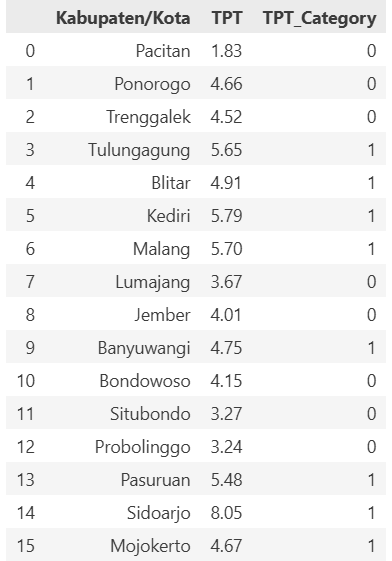 Kabupaten/Kota TPT TPT_Category
0 Pacitan 1.83 0
1 Ponorogo 4.66 0
2 Trenggalek 4.52 0
3 Tulungagung 5.65 1
4 Blitar 4.91 1
5 Kediri 5.79 1
6 Malang 5.70 1
7 Lumajang 3.67 0
8 Jember 4.01 0
9 Banyuwangi 4.75 1
10 Bondowoso 4.15 0
11 Situbondo 3.27 0
12 Probolinggo 3.24 0
13 Pasuruan 5.48 1
14 Sidoarjo 8.05 1
15 Mojokerto 4.67 1